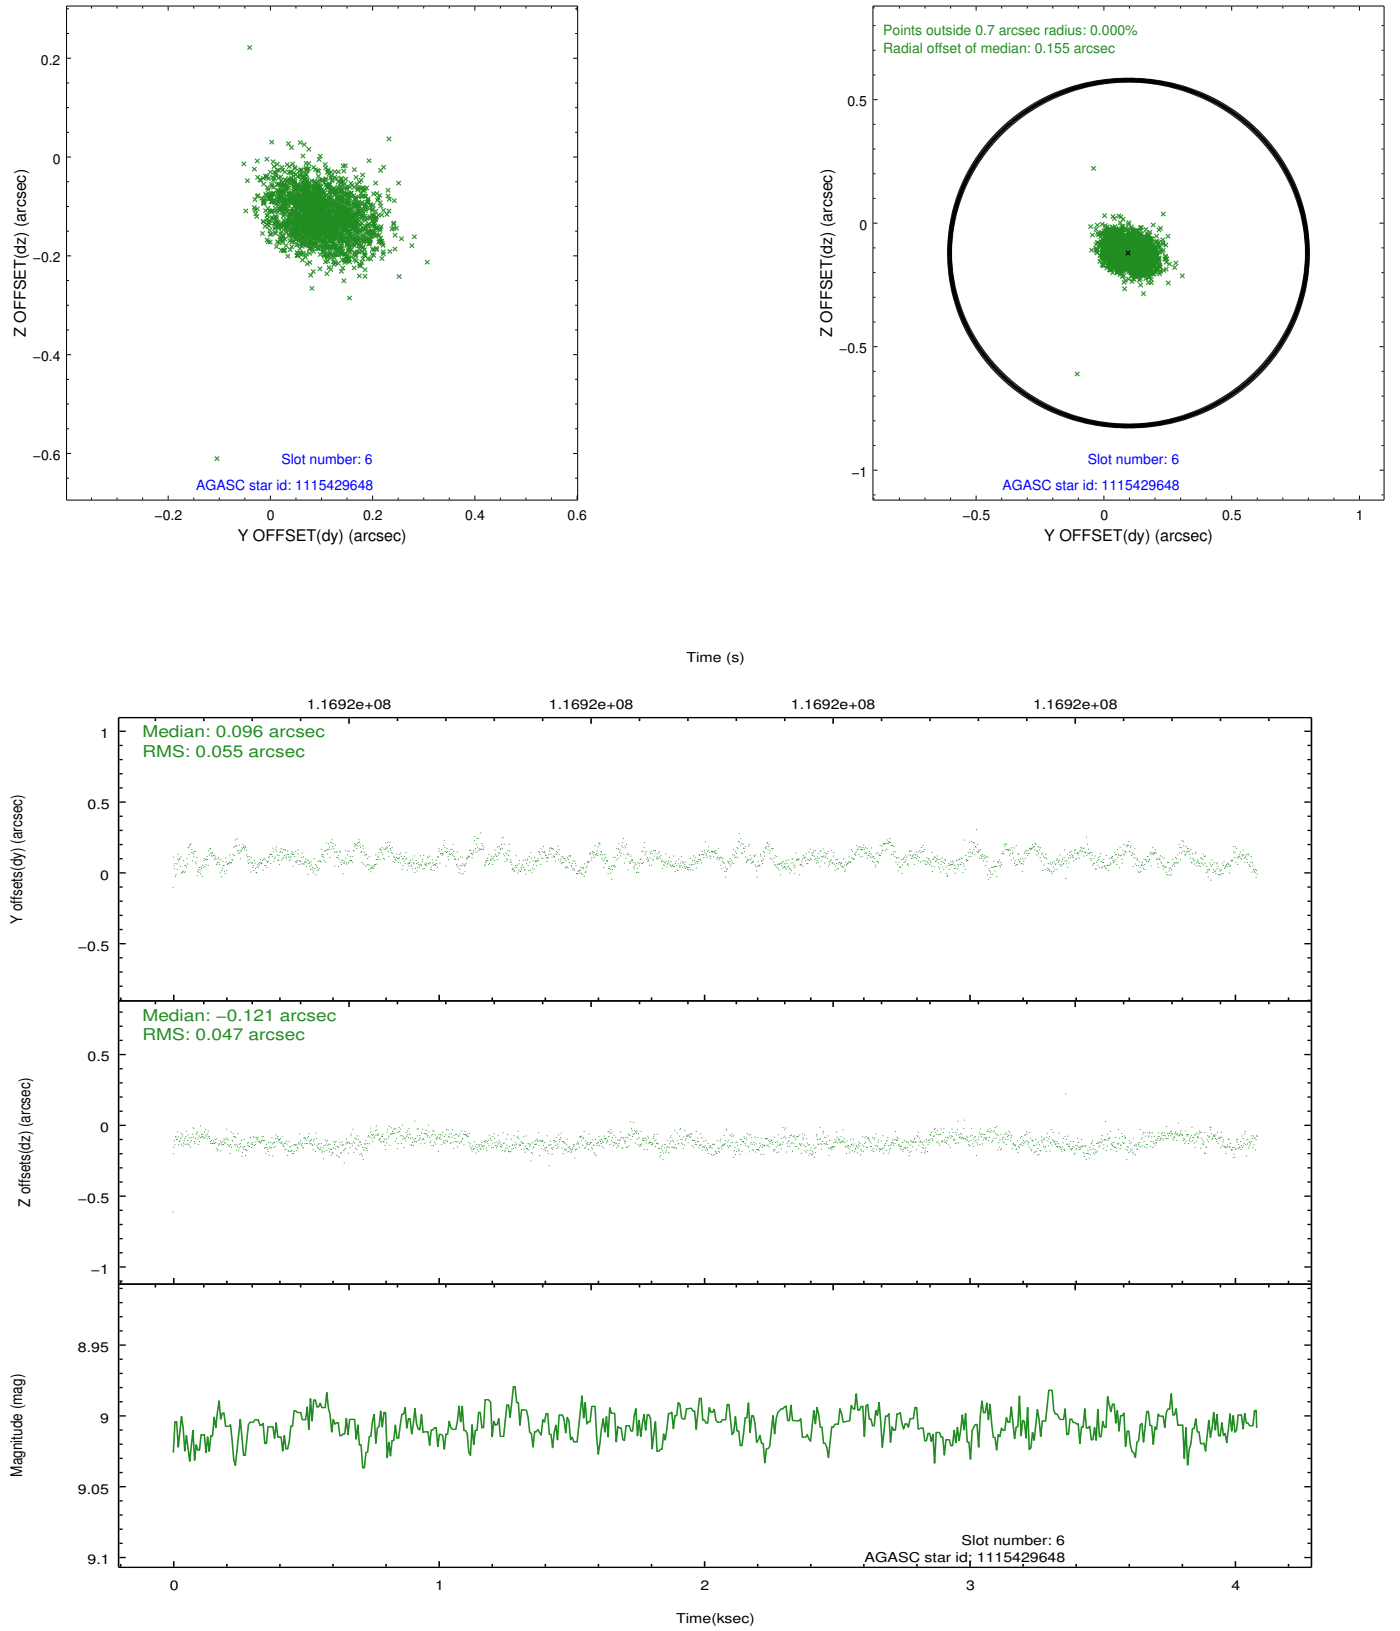 0.2
0
−0.2
−0.4
−0.6
Z OFFSET(dz) (arcsec)
Slot number: 6
AGASC star id: 1115429648
−0.2
0
0.2
0.4
0.6
Y OFFSET(dy) (arcsec)
Points outside 0.7 arcsec radius: 0.000%
Radial offset of median: 0.155 arcsec
0.5
0
−0.5
−1
Z OFFSET(dz) (arcsec)
Slot number: 6
AGASC star id: 1115429648
−0.5
0
0.5
1
Y OFFSET(dy) (arcsec)
Time (s)
1.1692e+08
1.1692e+08
1.1692e+08
1.1692e+08
Median: 0.096 arcsec
RMS: 0.055 arcsec
1
0.5
0
−0.5
Y offsets(dy) (arcsec)
Median: −0.121 arcsec
RMS: 0.047 arcsec
0.5
0
−0.5
−1
Z offsets(dz) (arcsec)
8.95
9
9.05
9.1
Magnitude (mag)
Slot number: 6
AGASC star id: 1115429648
0
1
2
3
4
Time(ksec)